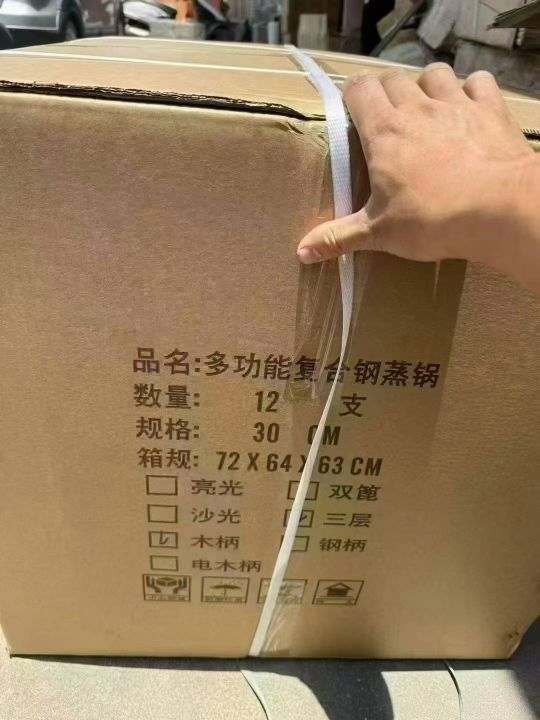 品名:多功能复合钢蒸锅
数量: 12 支
规格: 30 CM
箱规: 72 X 64 X 63 CM
亮光 双篦
沙光 三层
木柄 钢柄
电木柄